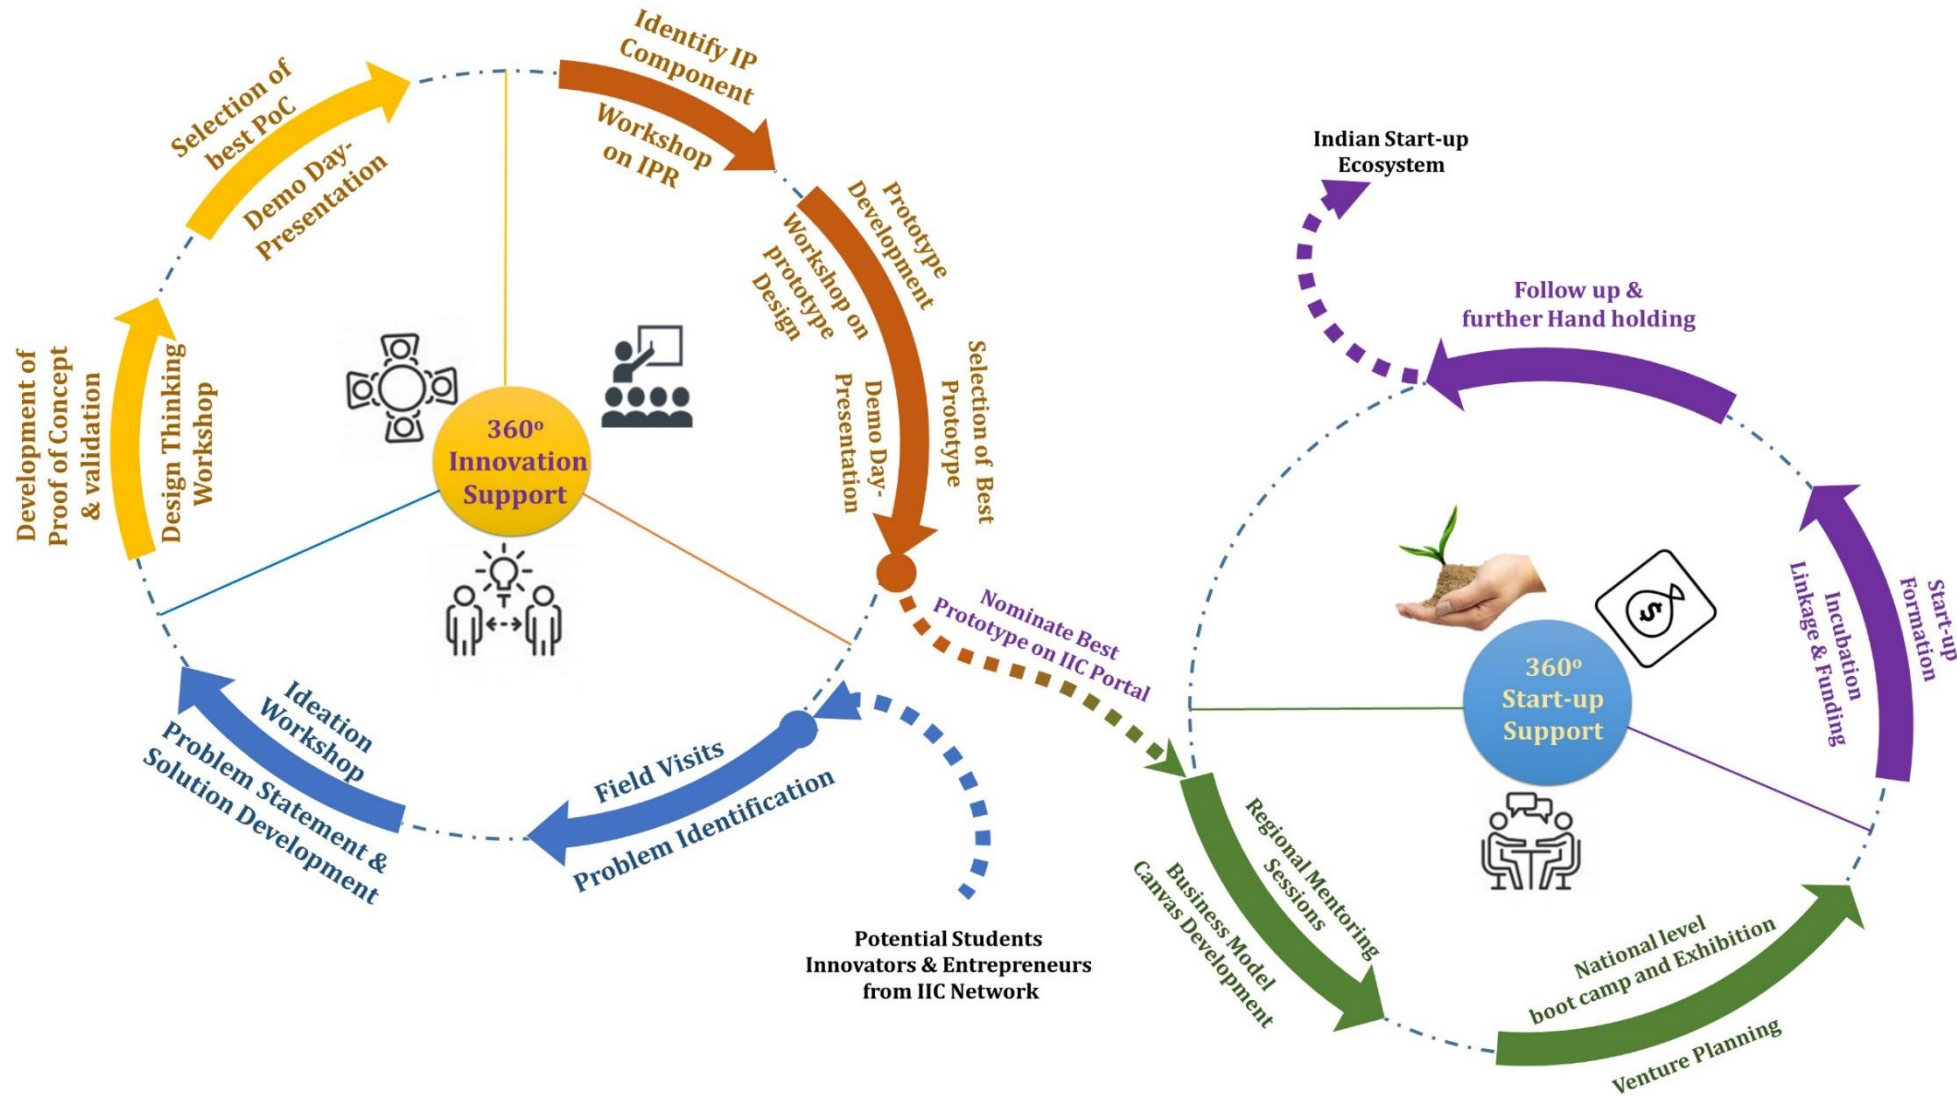 Identify IP
Component
Workshop
on IPR
Selection of
best PoC
Demo Day-
Presentation
Prototype
Development
Workshop on
prototype
Design
Selection of Best
Prototype
Demo Day-
Presentation
Development of
Proof of Concept
& validation
Design Thinking
Workshop
360º
Innovation
Support
Ideation
Workshop
Problem Statement &
Solution Development
Field Visits
Problem Identification
Potential Students
Innovators & Entrepreneurs
from IIC Network
Nominate Best
Prototype on IIC Portal
Indian Start-up
Ecosystem
Follow up &
further Hand holding
Start-up
Formation
Incubation
Linkage & Funding
$
360º
Start-up
Support
Regional Mentoring
Sessions
Business Model
Canvas Development
National level
boot camp and Exhibition
Venture Planning